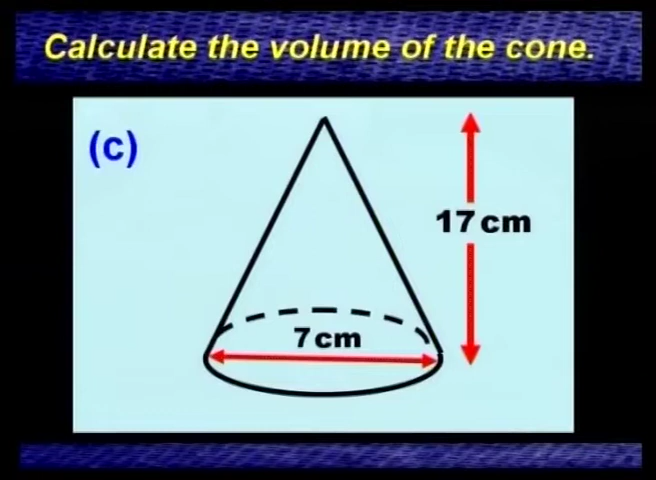 Calculate the volume of the cone.
(c)
17 cm
7 cm